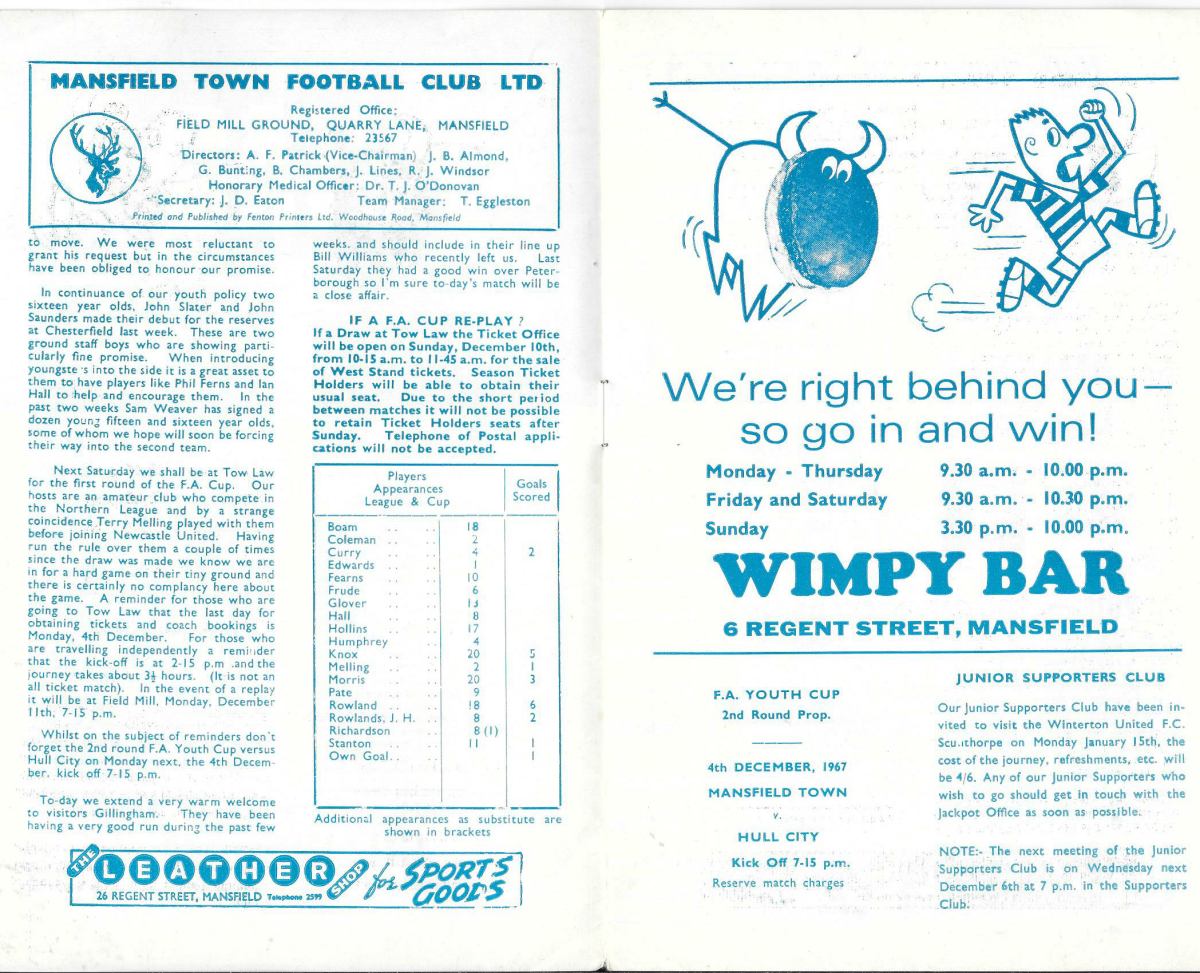 MANSFIELD TOWN FOOTBALL CLUB LTD
Registered Office:
FIELD MILL GROUND, QUARRY LANE, MANSFIELD
Telephone: 23567
Directors: A. F. Patrick (Vice-Chairman) J. B. Almond,
G. Bunting, B. Chambers, J. Lines, R. J. Windsor
Honorary Medical Officer: Dr. T. J. O'Donovan
Secretary: J. D. Eaton Team Manager: T. Eggleston
Printed and Published by Fenton Printers Ltd. Woodhouse Road, Mansfield
to move. We were most reluctant to
grant his request but in the circumstances
have been obliged to honour our promise.
In continuance of our youth policy two
sixteen year olds, John Slater and John
Saunders made their debut for the reserves
at Chesterfield last week. These are two
ground staff boys who are showing parti-
cularly fine promise. When introducing
youngste s into the side it is a great asset to
them to have players like Phil Ferns and Ian
Hall to help and encourage them. In the
past two weeks Sam Weaver has signed a
dozen young fifteen and sixteen year olds,
some of whom we hope will soon be forcing
their way into the second team.
Next Saturday we shall be at Tow Law
for the first round of the F.A. Cup. Our
hosts are an amateur club who compete in
the Northern League and by a strange
coincidence Terry Melling played with them
before joining Newcastle United. Having
run the rule over them a couple of times
since the draw was made we know we are
in for a hard game on their tiny ground and
there is certainly no complancy here about
the game. A reminder for those who are
going to Tow Law that the last day for
obtaining tickets and coach bookings is
Monday, 4th December. For those who
are travelling independently a reminder
that the kick-off is at 2-15 p.m .and the
journey takes about 3½ hours. (It is not an
all ticket match). In the event of a replay
it will be at Field Mill, Monday, December
11th, 7-15 p.m.
Whilst on the subject of reminders don't
forget the 2nd round F.A. Youth Cup versus
Hull City on Monday next, the 4th Decem-
ber, kick off 7-15 p.m.
To-day we extend a very warm welcome
to visitors Gillingham. They have been
having a very good run during the past few
weeks, and should include in their line up
Bill Williams who recently left us. Last
Saturday they had a good win over Peter-
borough so I'm sure to-day's match will be
a close affair.
IF A F.A. CUP RE-PLAY ?
If a Draw at Tow Law the Ticket Office
will be open on Sunday, December 10th,
from 10-15 a.m. to 11-45 a.m. for the sale
of West Stand tickets. Season Ticket
Holders will be able to obtain their
usual seat. Due to the short period
between matches it will not be possible
to retain Ticket Holders seats after
Sunday. Telephone of Postal appli-
cations will not be accepted.
Players Appearances League & Cup Goals Scored
Boam .. .. 18
Coleman .. .. 2
Curry .. .. 4 2
Edwards .. .. 1
Fearns .. .. 10
Frude .. .. 6
Glover .. .. 13
Hall .. .. 8
Hollins .. .. 17
Humphrey .. .. 4
Knox .. .. 20 5
Melling .. .. 2 1
Morris .. .. 20 3
Pate .. .. 9
Rowland .. .. 18 6
Rowlands, J. H. .. 8 2
Richardson .. 8 (1)
Stanton .. .. 11 1
Own Goal .. .. 1
Additional appearances as substitute are
shown in brackets
THE LEATHER SHOP for SPORTS GOODS
26 REGENT STREET, MANSFIELD Telephone 2599
We're right behind you—
so go in and win!
Monday - Thursday 9.30 a.m. - 10.00 p.m.
Friday and Saturday 9.30 a.m. - 10.30 p.m.
Sunday 3.30 p.m. - 10.00 p.m.
WIMPY BAR
6 REGENT STREET, MANSFIELD
F.A. YOUTH CUP
2nd Round Prop.
4th DECEMBER, 1967
MANSFIELD TOWN
v.
HULL CITY
Kick Off 7-15 p.m.
Reserve match charges
JUNIOR SUPPORTERS CLUB
Our Junior Supporters Club have been in-
vited to visit the Winterton United F.C.
Scunthorpe on Monday January 15th, the
cost of the journey, refreshments, etc. will
be 4/6. Any of our Junior Supporters who
wish to go should get in touch with the
Jackpot Office as soon as possible.
NOTE:- The next meeting of the Junior
Supporters Club is on Wednesday next
December 6th at 7 p.m. in the Supporters
Club.